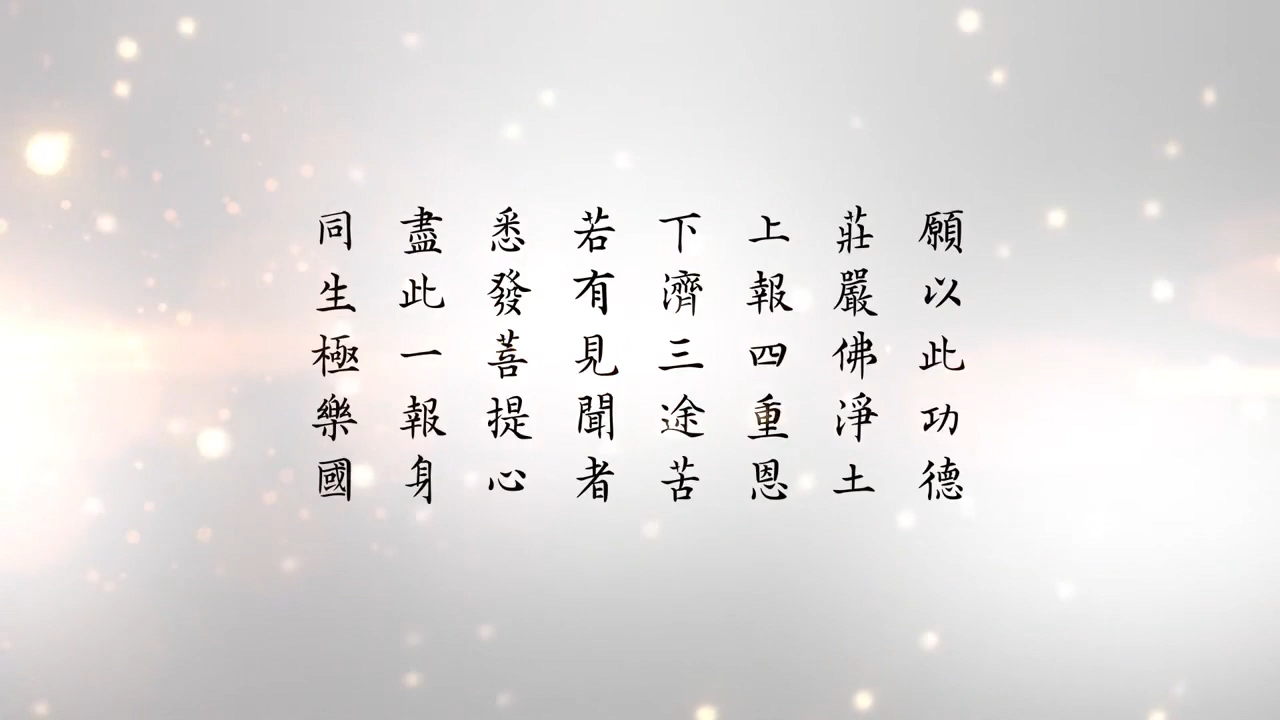 願以此功德
莊嚴佛淨土
上報四重恩
下濟三途苦
若有見聞者
悉發菩提心
盡此一報身
同生極樂國